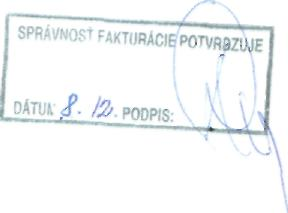 SPRÁVNOSŤ FAKTURÁCIE POTVRDZUJE
DÁTUM 8. 12. PODPIS: